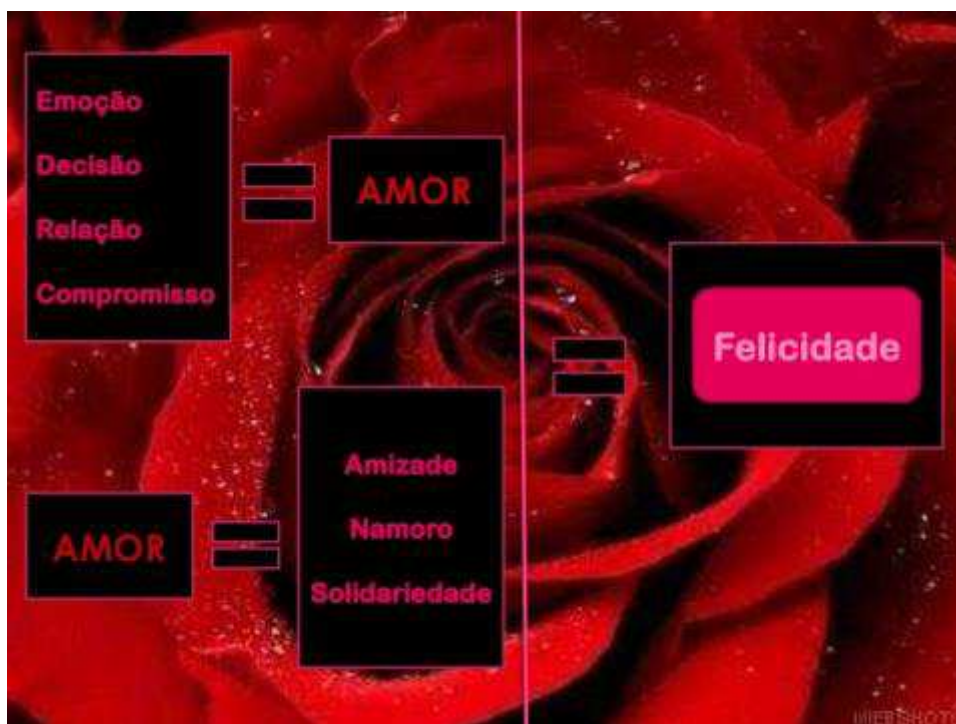 Emoção
Decisão
Relação
Compromisso
AMOR
AMOR
Amizade
Namoro
Solidariedade
Felicidade